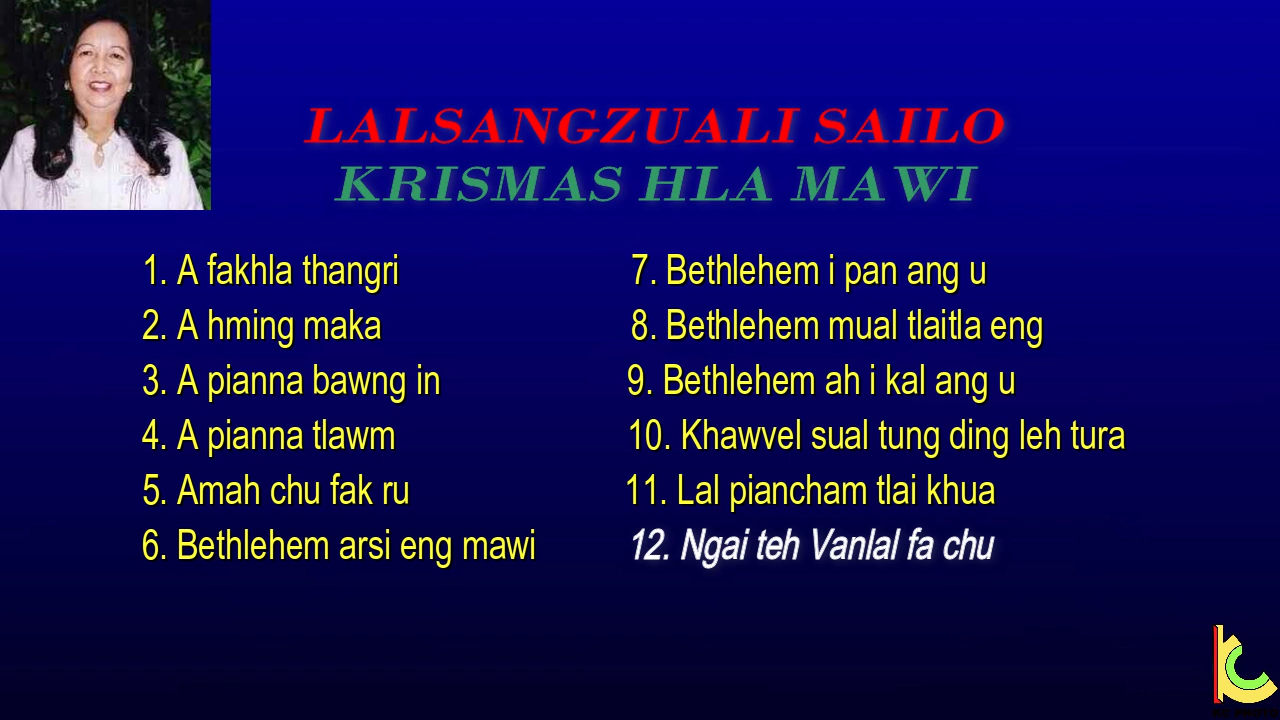 LALSANGZUALI SAILO
KRISMAS HLA MAWI
1. A fakhla thangri
2. A hming maka
3. A pianna bawng in
4. A pianna tlawm
5. Amah chu fak ru
6. Bethlehem arsi eng mawi
7. Bethlehem i pan ang u
8. Bethlehem mual tlaitla eng
9. Bethlehem ah i kal ang u
10. Khawvel sual tung ding leh tura
11. Lal piancham tlai khua
12. Ngai teh Vanlal fa chu
kc